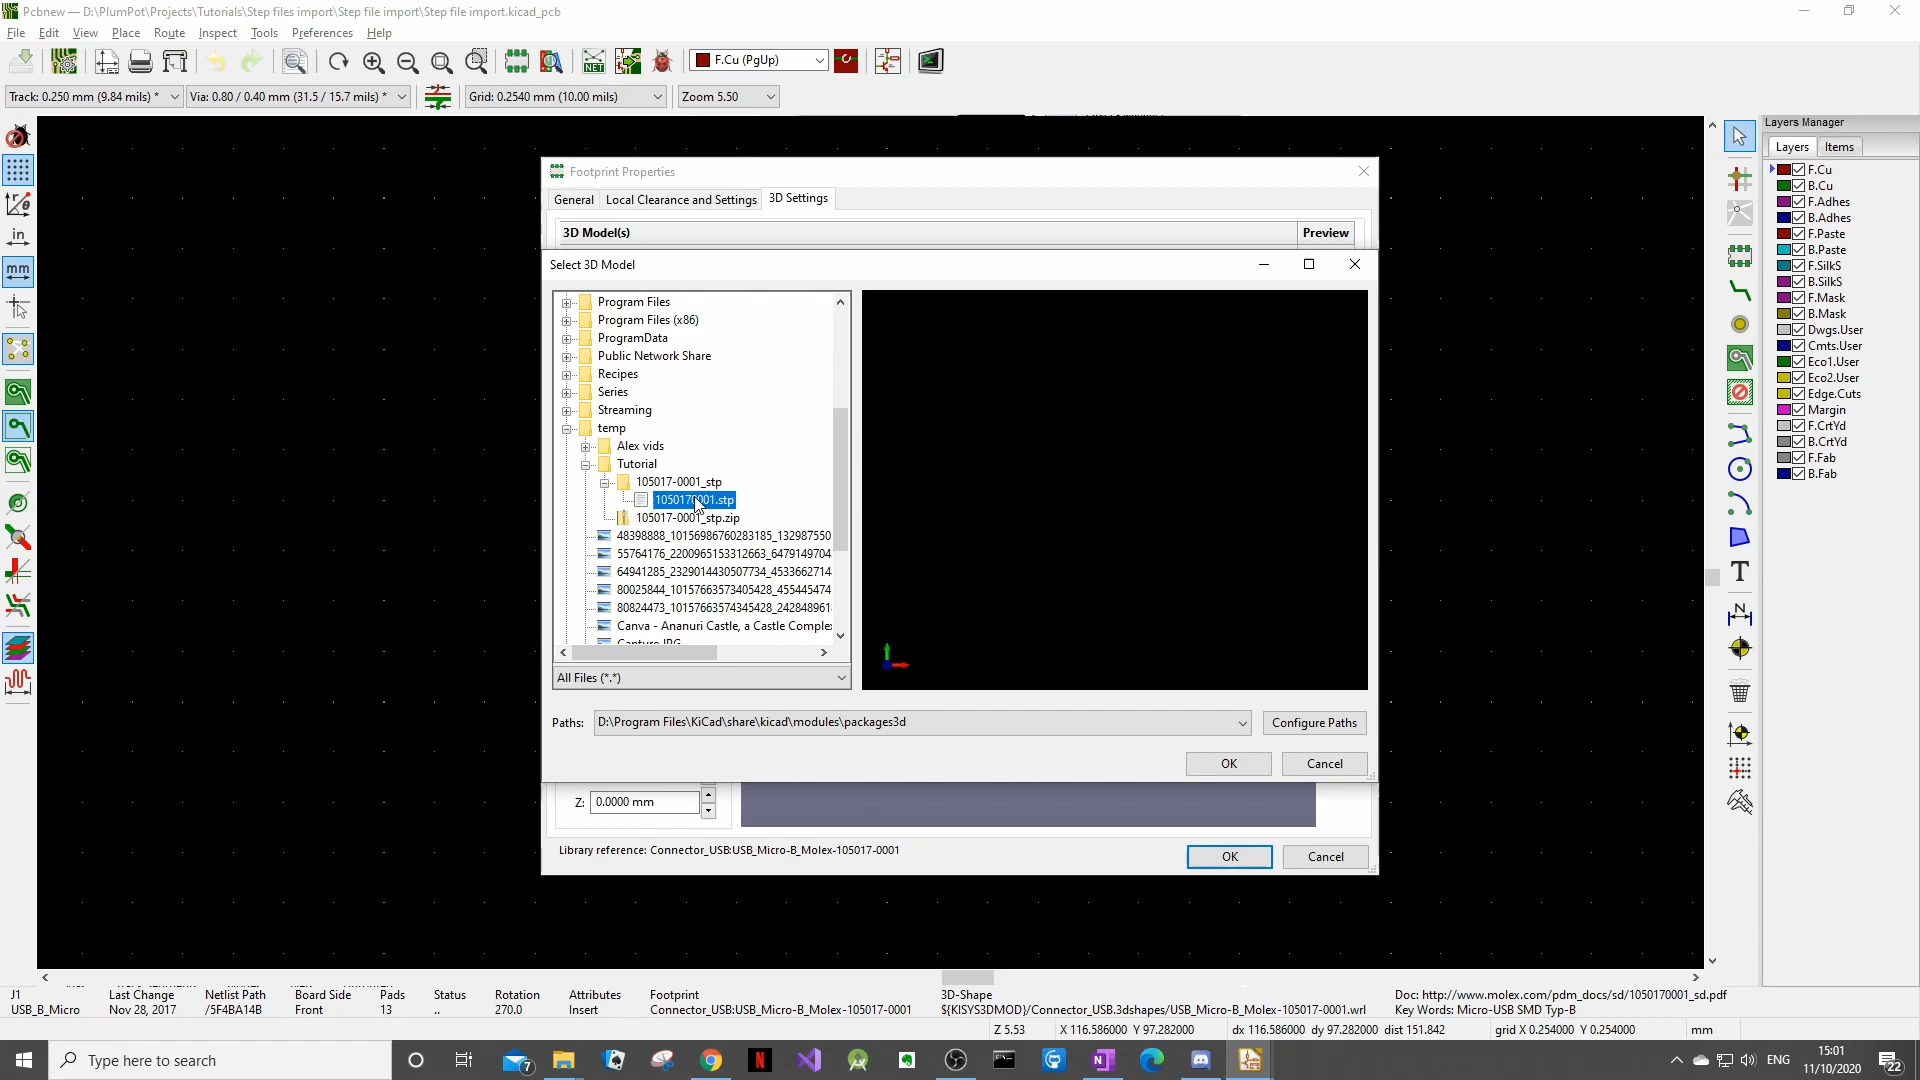 Pcbnew — D:\PlumPot\Projects\Tutorials\Step files import\Step file import\Step file import.kicad_pcb
File Edit View Place Route Inspect Tools Preferences Help
F.Cu (PgUp)
Track: 0.250 mm (9.84 mils) * Via: 0.80 / 0.40 mm (31.5 / 15.7 mils) * Grid: 0.2540 mm (10.00 mils) Zoom 5.50
Layers Manager
Layers Items
F.Cu
B.Cu
F.Adhes
B.Adhes
F.Paste
B.Paste
F.SilkS
B.SilkS
F.Mask
B.Mask
Dwgs.User
Cmts.User
Eco1.User
Eco2.User
Edge.Cuts
Margin
F.CrtYd
B.CrtYd
F.Fab
B.Fab
in
mm
NET
T
N
Footprint Properties
General Local Clearance and Settings 3D Settings
3D Model(s) Preview
Select 3D Model
Program Files
Program Files (x86)
ProgramData
Public Network Share
Recipes
Series
Streaming
temp
Alex vids
Tutorial
105017-0001_stp
1050170001.stp
105017-0001_stp.zip
48398888_10156986760283185_132987550
55764176_2200965153312663_6479149704
64941285_2329014430507734_4533662714
80025844_10157663573405428_455445474
80824473_10157663574345428_242848961
Canva - Ananuri Castle, a Castle Comple
Capture.JPG
All Files (*.*)
Paths: D:\Program Files\KiCad\share\kicad\modules\packages3d Configure Paths
OK Cancel
Z: 0.0000 mm
Library reference: Connector_USB:USB_Micro-B_Molex-105017-0001
OK Cancel
J1 Last Change Netlist Path Board Side Pads Status Rotation Attributes Footprint 3D-Shape Doc: http://www.molex.com/pdm_docs/sd/1050170001_sd.pdf
USB_B_Micro Nov 28, 2017 /5F4BA14B Front 13 .. 270.0 Insert Connector_USB:USB_Micro-B_Molex-105017-0001 ${KISYS3DMOD}/Connector_USB.3dshapes/USB_Micro-B_Molex-105017-0001.wrl Key Words: Micro-USB SMD Typ-B
Z 5.53 X 116.586000 Y 97.282000 dx 116.586000 dy 97.282000 dist 151.842 grid X 0.254000 Y 0.254000 mm
Type here to search
7
ENG
15:01
11/10/2020
22